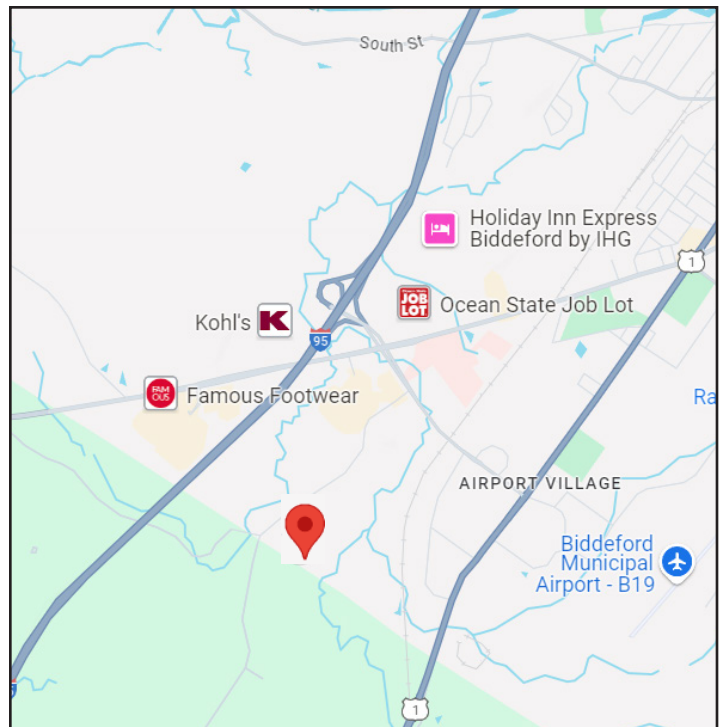 South St
Holiday Inn Express
Biddeford by IHG
1
JOB
LOT
Ocean State Job Lot
Kohl's
K
95
FAM
OUS
Famous Footwear
Ra
AIRPORT VILLAGE
Biddeford
Municipal
Airport - B19
1